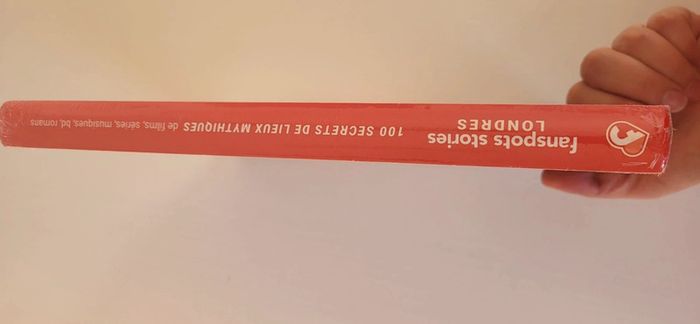 fanspots stories
LONDRES
100 SECRETS DE LIEUX MYTHIQUES de films, séries, musiques, bd, romans